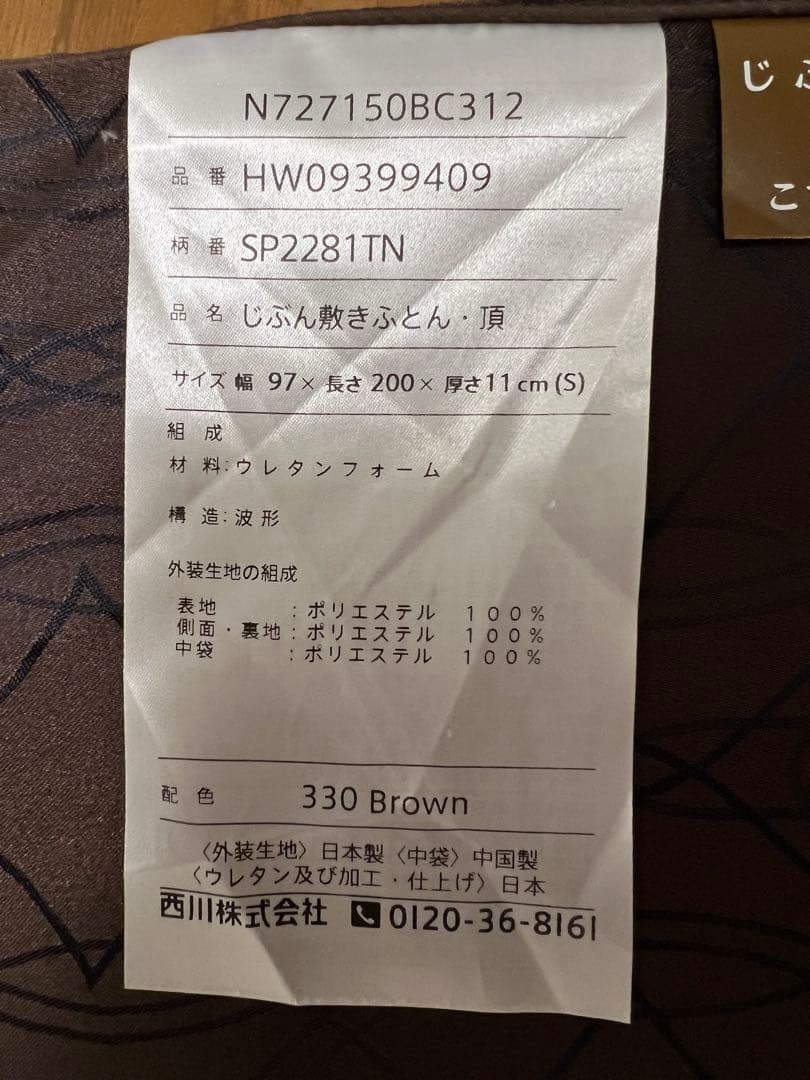 N727150BC312
品番 HW09399409
柄番 SP2281TN
品名 じぶん敷きふとん・頂
サイズ 幅 97× 長さ 200× 厚さ11cm (S)
組成
材料:ウレタンフォーム
構造:波形
外装生地の組成
表地 :ポリエステル 100%
側面・裏地:ポリエステル 100%
中袋 :ポリエステル 100%
配色 330 Brown
〈外装生地〉日本製〈中袋〉中国製
〈ウレタン及び加工・仕上げ〉日本
西川株式会社 0120-36-8161
じ
こ